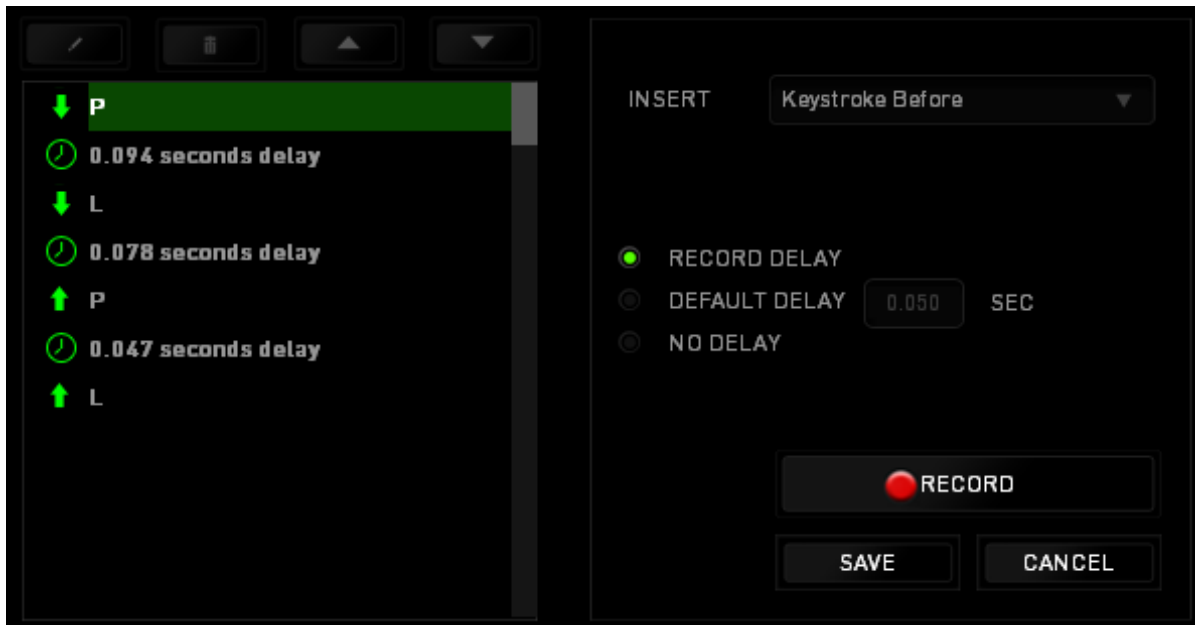 P
0.094 seconds delay
L
0.078 seconds delay
P
0.047 seconds delay
L
INSERT Keystroke Before
RECORD DELAY
DEFAULT DELAY 0.050 SEC
NO DELAY
RECORD
SAVE CANCEL